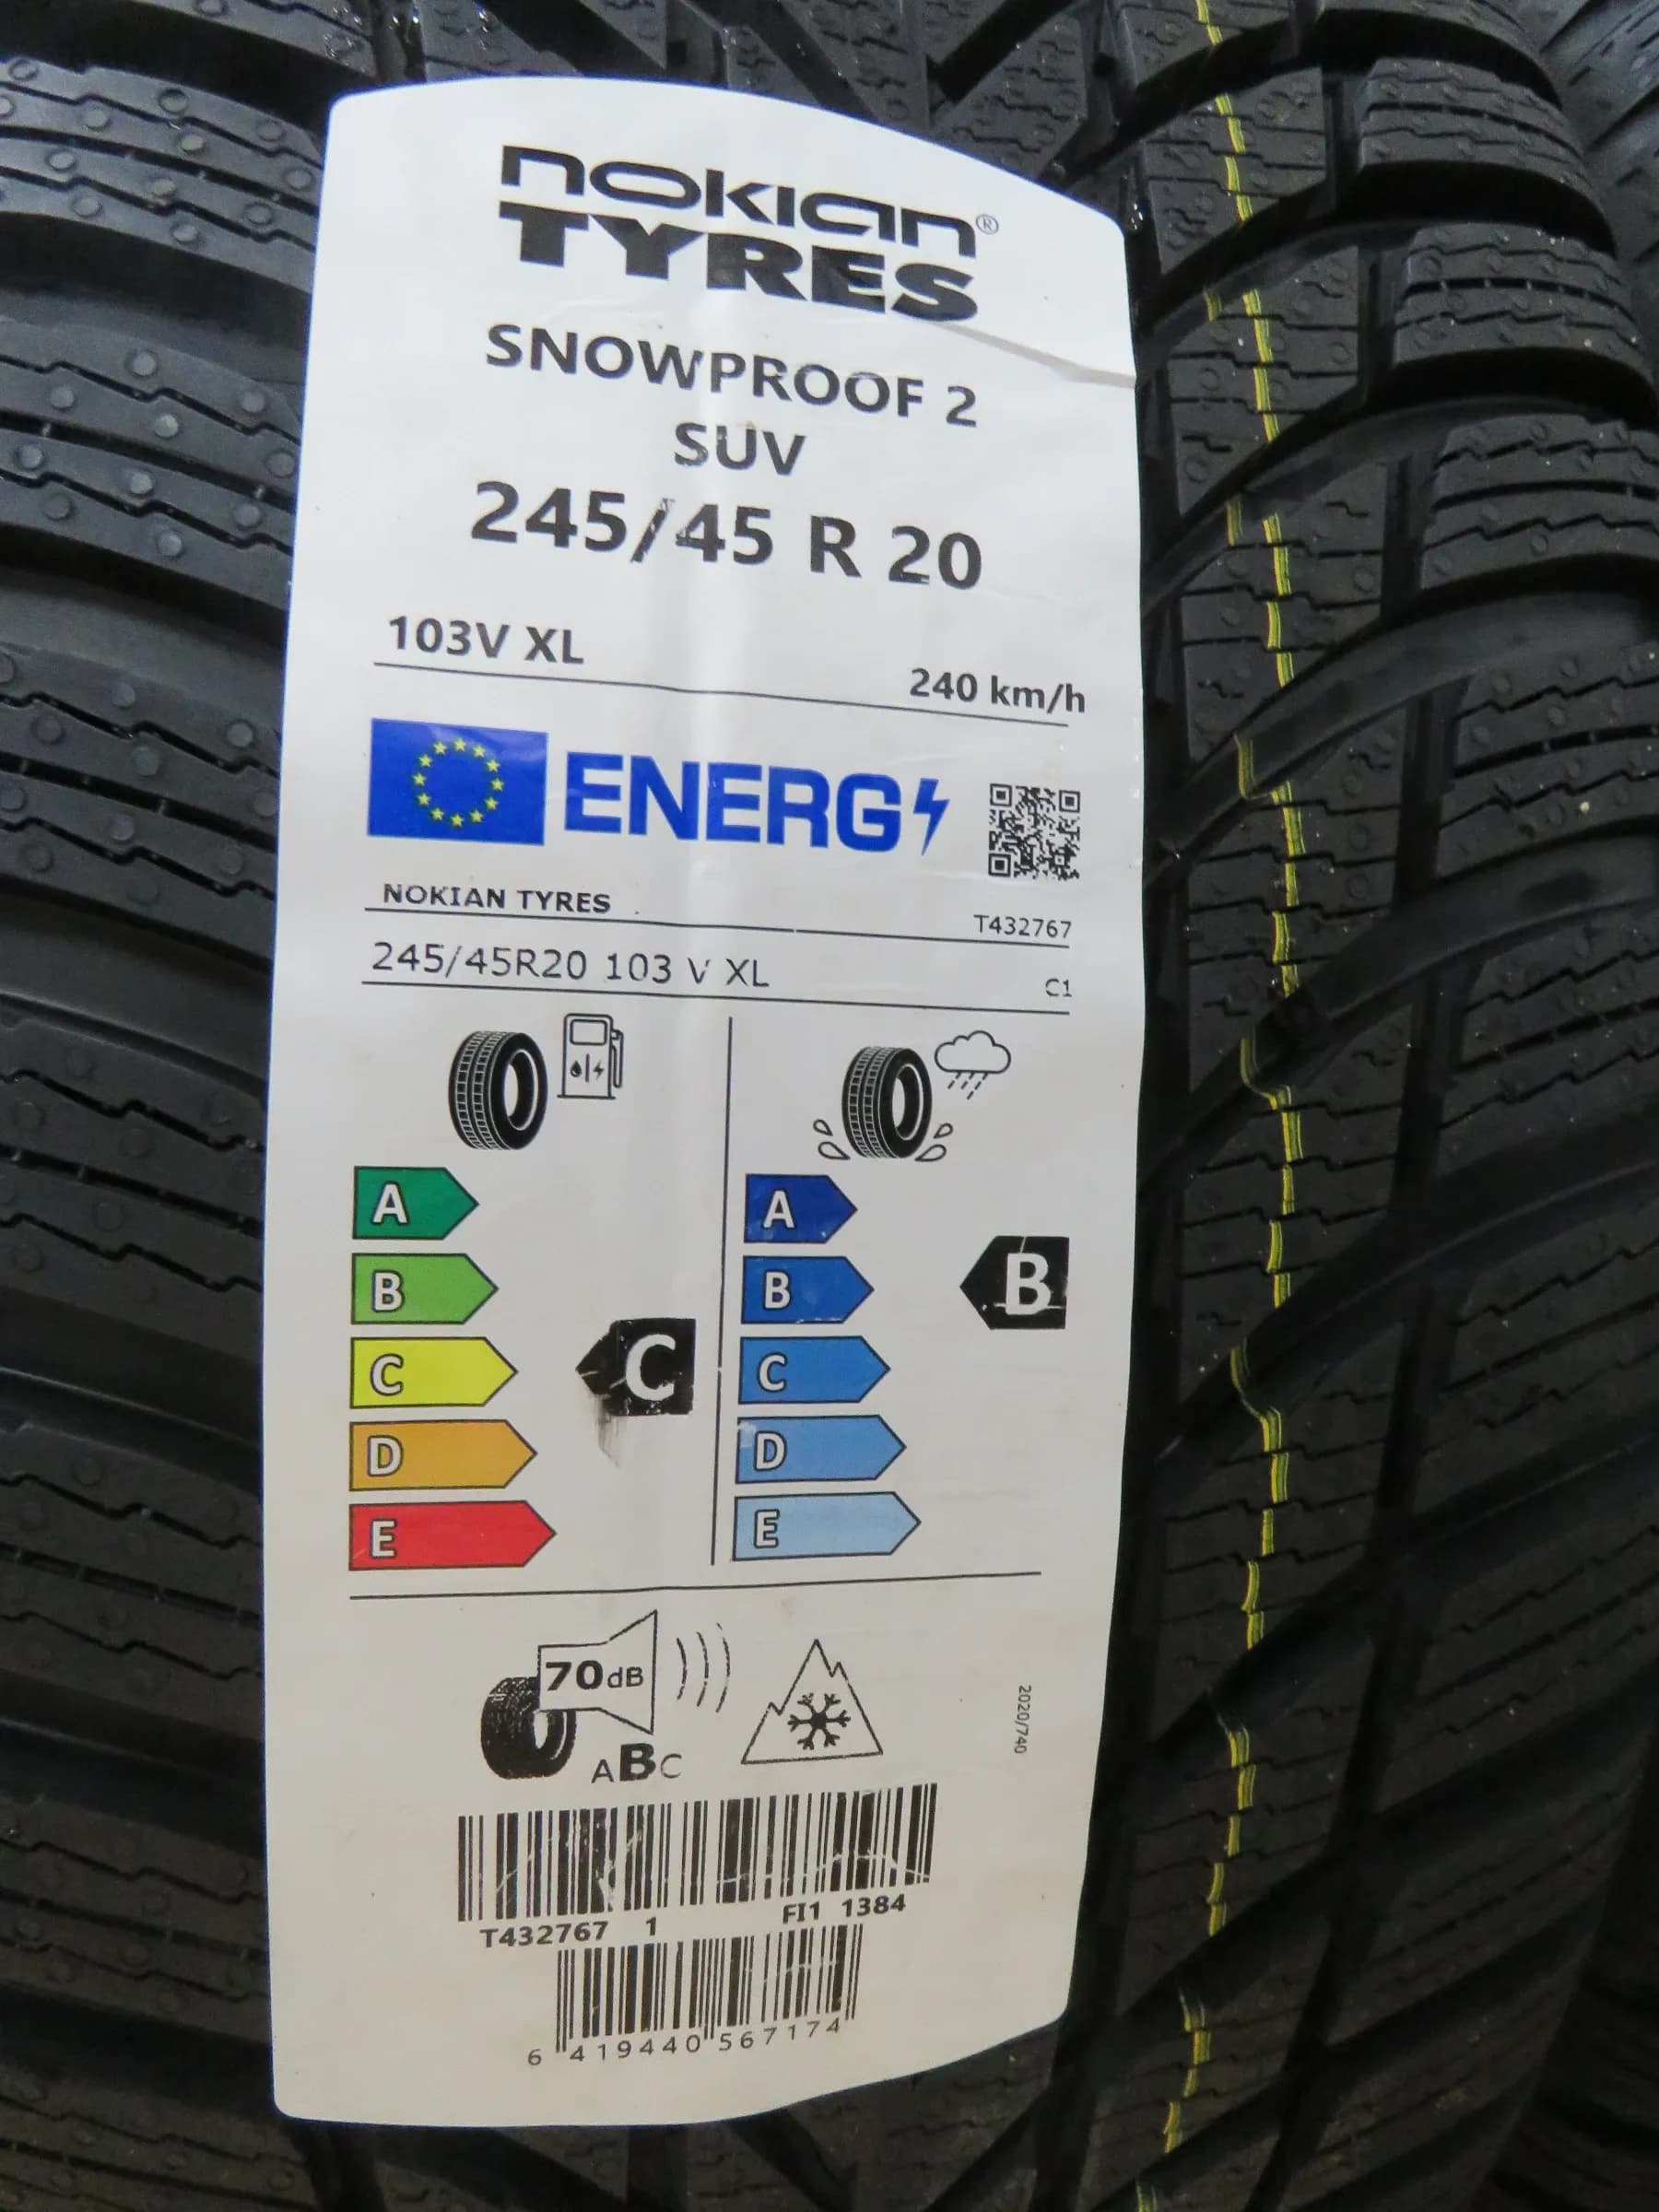 NOKIAN®
TYRES
SNOWPROOF 2
SUV
245/45 R 20
103V XL
240 km/h
ENERG
NOKIAN TYRES
T432767
245/45R20 103 V XL
C1
A
B
C
D
E
C
A
B
C
D
E
B
70dB
ABC
2020/740
T432767 1 FI1 1384
6 419440 567174